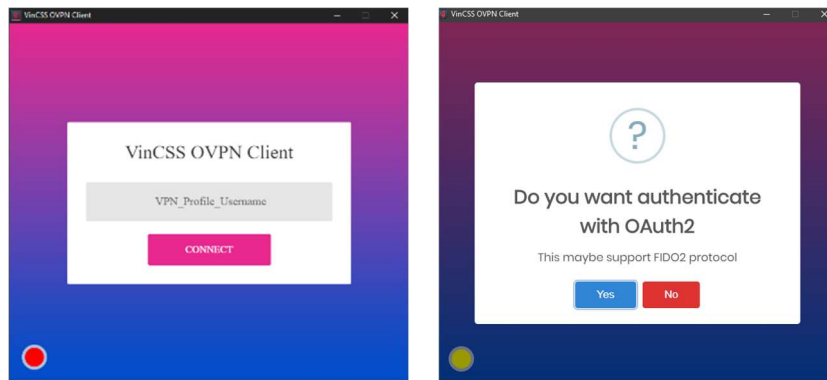 VinCSS OVPN Client
VinCSS OVPN Client
VPN_Profile_Username
CONNECT
VinCSS OVPN Client
?
Do you want authenticate
with OAuth2
This maybe support FIDO2 protocol
Yes
No